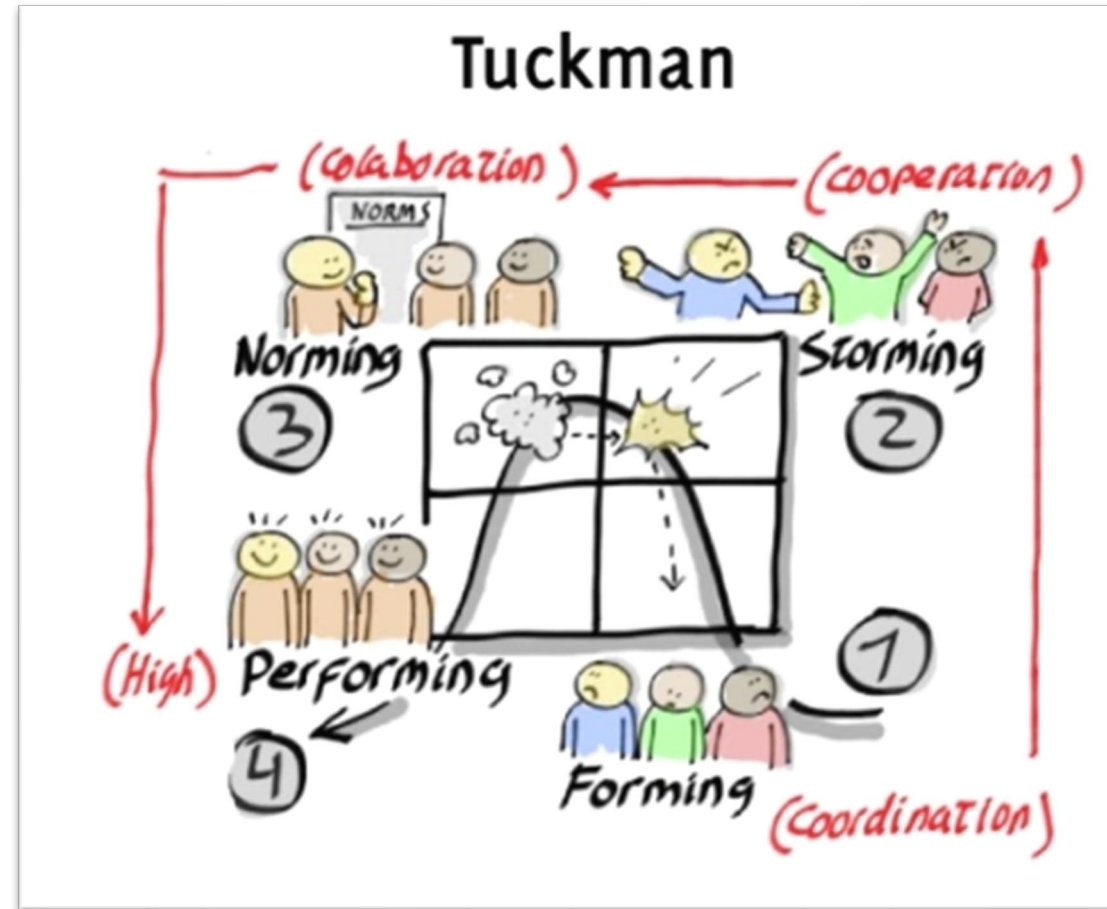 Tuckman
(Colaboration)
(Cooperation)
NORMS
Norming
Storming
3
2
(High)
Performing
1
4
Forming
(Coordination)